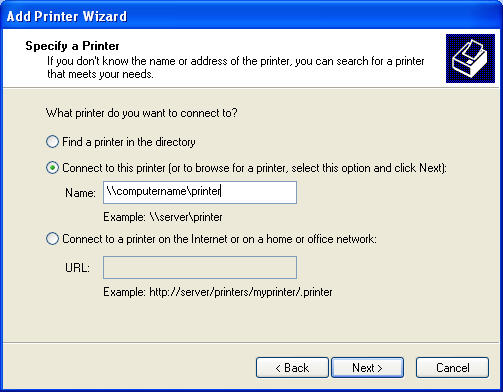 Add Printer Wizard
Specify a Printer
If you don't know the name or address of the printer, you can search for a printer
that meets your needs.
What printer do you want to connect to?
Find a printer in the directory
Connect to this printer (or to browse for a printer, select this option and click Next):
Name: \\computername\printer
Example: \\server\printer
Connect to a printer on the Internet or on a home or office network:
URL:
Example: http://server/printers/myprinter/.printer
< Back Next > Cancel